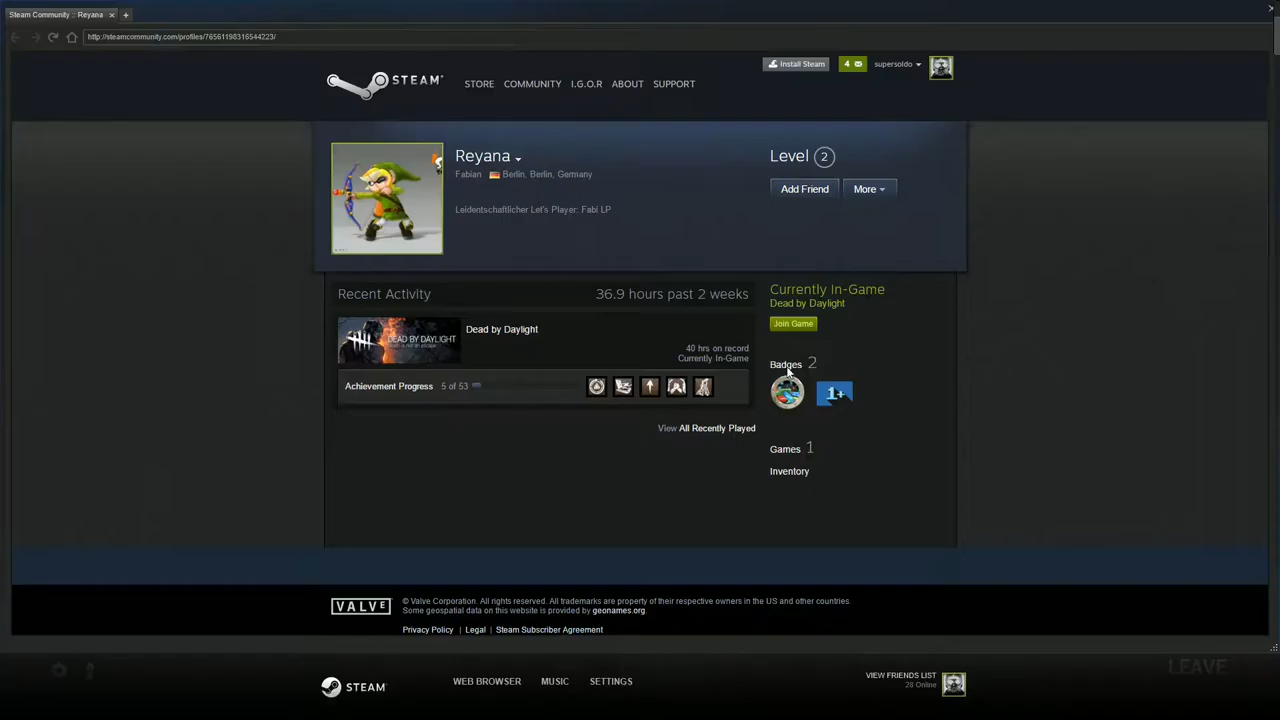 Steam Community :: Reyana
http://steamcommunity.com/profiles/76561198316544223/
Install Steam
4
supersoldo
STEAM
STORE COMMUNITY I.G.O.R ABOUT SUPPORT
Reyana
Fabian Berlin, Berlin, Germany
Leidentschaftlicher Let's Player: Fabi LP
Level 2
Add Friend More
Recent Activity 36.9 hours past 2 weeks
DEAD BY DAYLIGHT
Dead by Daylight
40 hrs on record
Currently In-Game
Achievement Progress 5 of 53
View All Recently Played
Currently In-Game
Dead by Daylight
Join Game
Badges 2
1+
Games 1
Inventory
VALVE
© Valve Corporation. All rights reserved. All trademarks are property of their respective owners in the US and other countries.
Some geospatial data on this website is provided by geonames.org.
Privacy Policy | Legal | Steam Subscriber Agreement
LEAVE
STEAM
WEB BROWSER MUSIC SETTINGS
VIEW FRIENDS LIST
28 Online